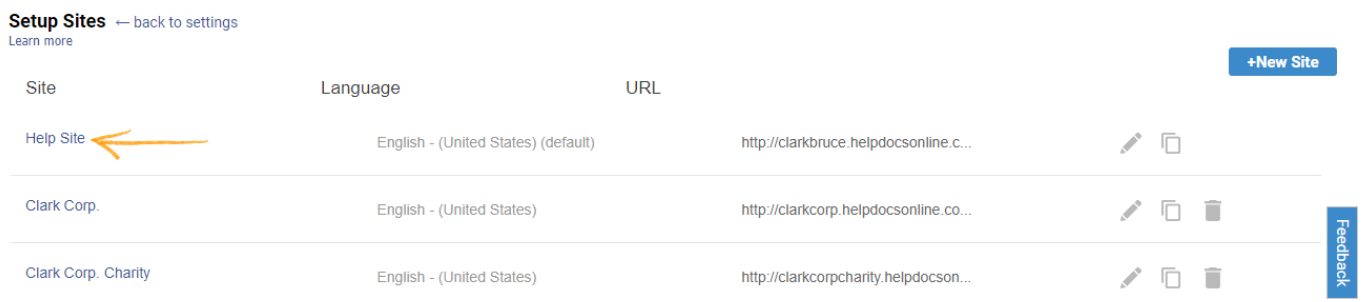 Setup Sites ← back to settings
Learn more
+New Site
Site Language URL
Help Site English - (United States) (default) http://clarkbruce.helpdocsonline.c...
Clark Corp. English - (United States) http://clarkcorp.helpdocsonline.co...
Clark Corp. Charity English - (United States) http://clarkcorpcharity.helpdocson...
Feedback